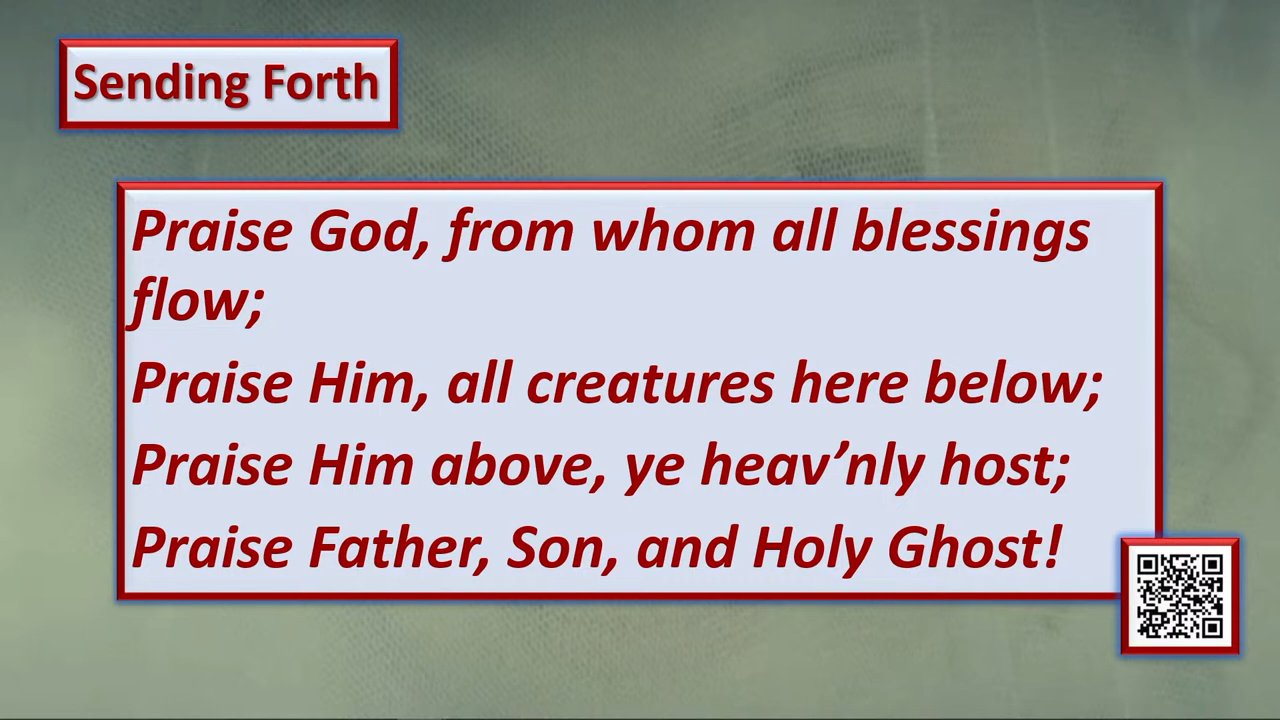 Sending Forth
Praise God, from whom all blessings
flow;
Praise Him, all creatures here below;
Praise Him above, ye heav’nly host;
Praise Father, Son, and Holy Ghost!